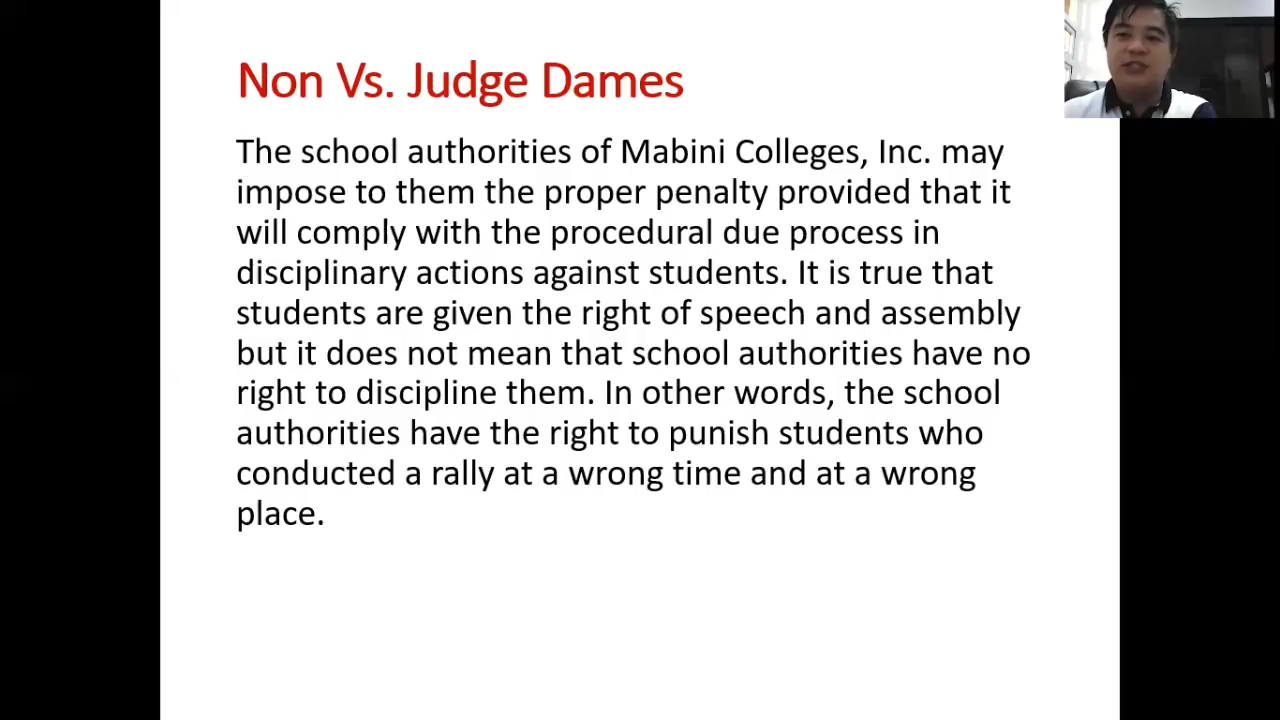 Non Vs. Judge Dames
The school authorities of Mabini Colleges, Inc. may
impose to them the proper penalty provided that it
will comply with the procedural due process in
disciplinary actions against students. It is true that
students are given the right of speech and assembly
but it does not mean that school authorities have no
right to discipline them. In other words, the school
authorities have the right to punish students who
conducted a rally at a wrong time and at a wrong
place.